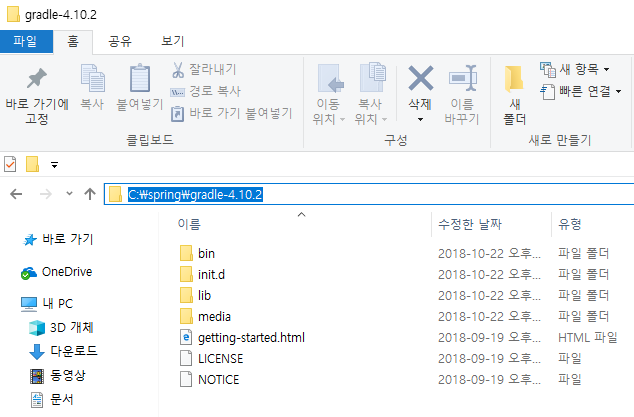 gradle-4.10.2
파일 홈 공유 보기
바로 가기에 고정
복사
붙여넣기
잘라내기
경로 복사
바로 가기 붙여넣기
클립보드
이동 위치
복사 위치
삭제
이름 바꾸기
구성
새 폴더
새 항목
빠른 연결
새로 만들기
C:₩spring₩gradle-4.10.2
바로 가기
OneDrive
내 PC
3D 개체
다운로드
동영상
문서
이름 수정한 날짜 유형
bin 2018-10-22 오후... 파일 폴더
init.d 2018-10-22 오후... 파일 폴더
lib 2018-10-22 오후... 파일 폴더
media 2018-10-22 오후... 파일 폴더
getting-started.html 2018-09-19 오후... HTML 파일
LICENSE 2018-09-19 오후... 파일
NOTICE 2018-09-19 오후... 파일